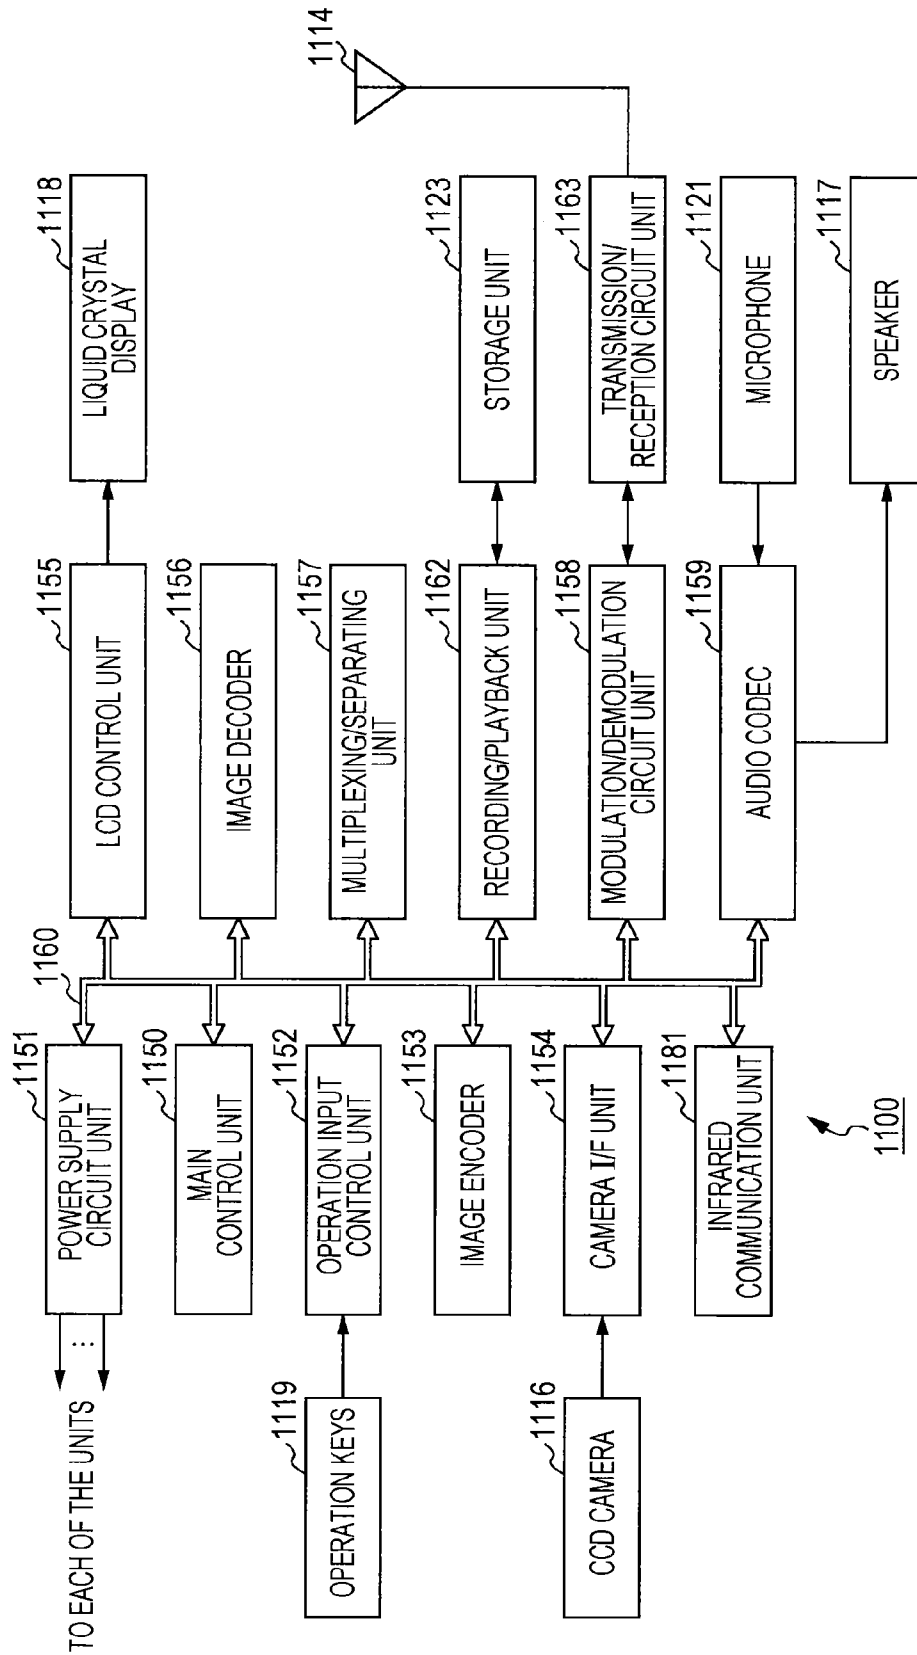 1114
1118
LIQUID CRYSTAL
DISPLAY
1123
STORAGE UNIT
1163
TRANSMISSION/
RECEPTION CIRCUIT UNIT
1121
MICROPHONE
1117
SPEAKER
1155
LCD CONTROL UNIT
1156
IMAGE DECODER
1157
MULTIPLEXING/SEPARATING
UNIT
1162
RECORDING/PLAYBACK UNIT
1158
MODULATION/DEMODULATION
CIRCUIT UNIT
1159
AUDIO CODEC
1160
1151
POWER SUPPLY
CIRCUIT UNIT
1150
MAIN
CONTROL UNIT
1152
OPERATION INPUT
CONTROL UNIT
1153
IMAGE ENCODER
1154
CAMERA I/F UNIT
1181
INFRARED
COMMUNICATION UNIT
...
TO EACH OF THE UNITS
1119
OPERATION KEYS
1116
CCD CAMERA
1100